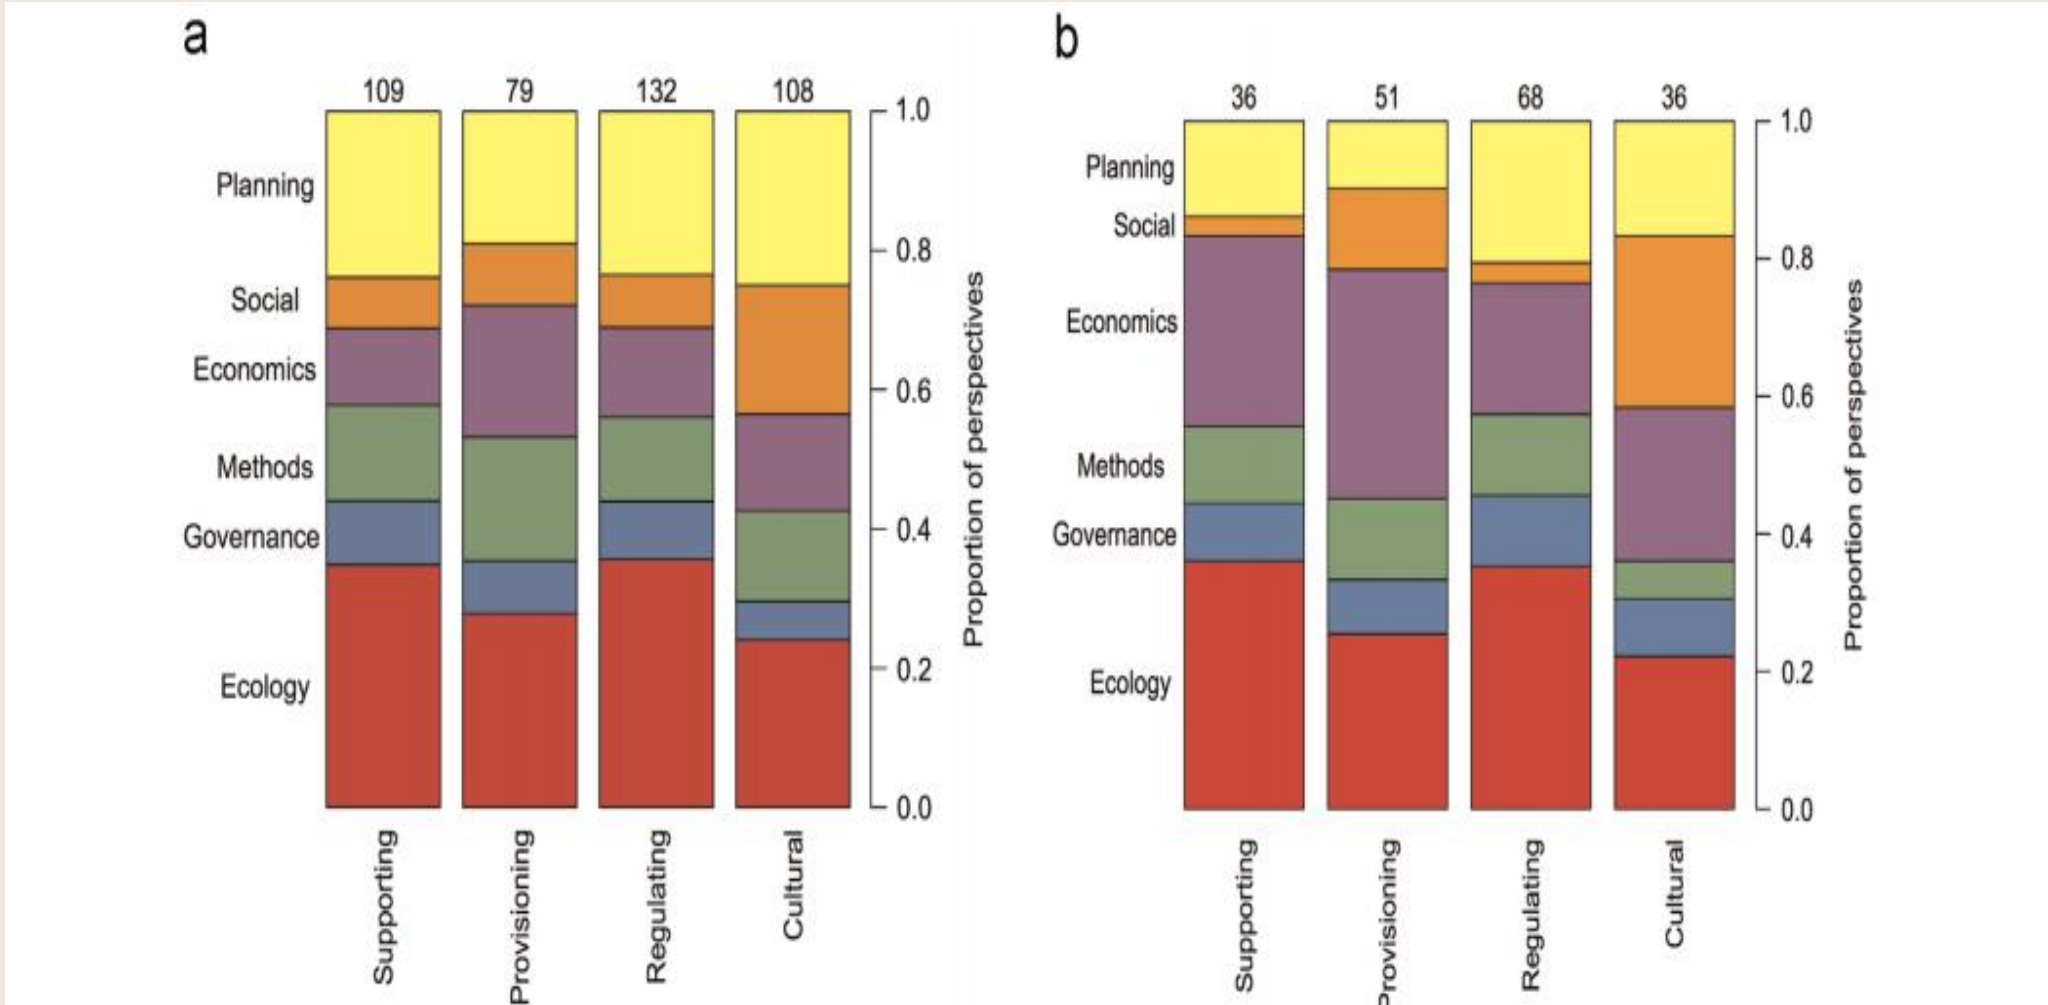 a
109 79 132 108
Planning
Social
Economics
Methods
Governance
Ecology
1.0
0.8
0.6
0.4
0.2
0.0
Proportion of perspectives
Supporting
Provisioning
Regulating
Cultural
b
36 51 68 36
Planning
Social
Economics
Methods
Governance
Ecology
1.0
0.8
0.6
0.4
0.2
0.0
Proportion of perspectives
Supporting
Provisioning
Regulating
Cultural